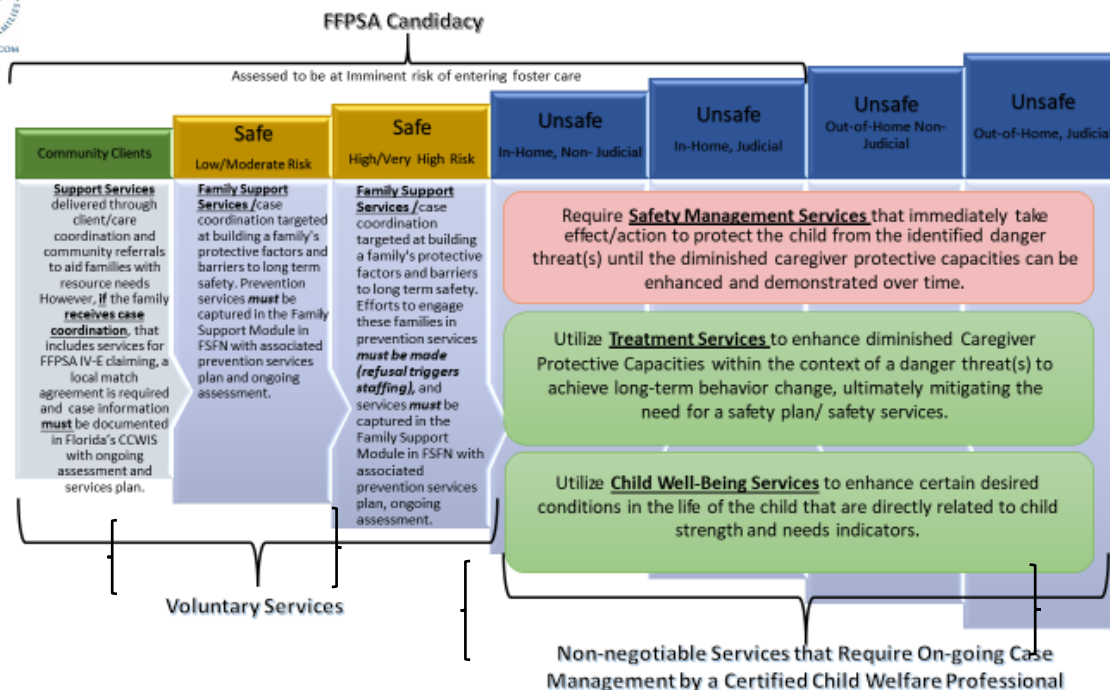 FAMILIES
COM
FFPSA Candidacy
Assessed to be at Imminent risk of entering foster care
Community Clients
Support Services
delivered through
client/care
coordination and
community referrals
to aid families with
resource needs
However, if the family
receives case
coordination, that
includes services for
FFPSA IV-E claiming, a
local match
agreement is required
and case information
must be documented
in Florida's CCWIS
with ongoing
assessment and
services plan.
Safe
Low/Moderate Risk
Family Support
Services /case
coordination targeted
at building a family's
protective factors and
barriers to long term
safety. Prevention
services must be
captured in the Family
Support Module in
FSFN with associated
prevention services
plan and ongoing
assessment.
Safe
High/Very High Risk
Family Support
Services /case
coordination
targeted at building
a family's protective
factors and barriers
to long term safety.
Efforts to engage
these families in
prevention services
must be made
(refusal triggers
staffing), and
services must be
captured in the
Family Support
Module in FSFN with
associated
prevention services
plan, ongoing
assessment.
Unsafe
In-Home, Non- Judicial
Unsafe
In-Home, Judicial
Unsafe
Out-of-Home Non-
Judicial
Unsafe
Out-of-Home, Judicial
Require Safety Management Services that immediately take
effect/action to protect the child from the identified danger
threat(s) until the diminished caregiver protective capacities can be
enhanced and demonstrated over time.
Utilize Treatment Services to enhance diminished Caregiver
Protective Capacities within the context of a danger threat(s) to
achieve long-term behavior change, ultimately mitigating the
need for a safety plan/ safety services.
Utilize Child Well-Being Services to enhance certain desired
conditions in the life of the child that are directly related to child
strength and needs indicators.
Voluntary Services
Non-negotiable Services that Require On-going Case
Management by a Certified Child Welfare Professional